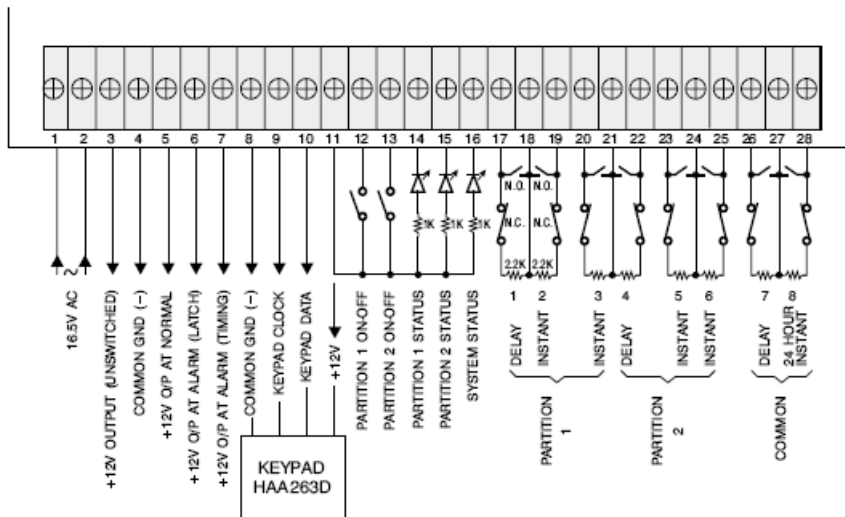 1 2 3 4 5 6 7 8 9 10 11 12 13 14 15 16 17 18 19 20 21 22 23 24 25 26 27 28
N.O. N.O.
1K 1K 1K
N.C. N.C.
2.2K 2.2K
16.5V AC
+12V OUTPUT (UNSWITCHED)
COMMON GND (−)
+12V O/P AT NORMAL
+12V O/P AT ALARM (LATCH)
+12V O/P AT ALARM (TIMING)
COMMON GND (−)
KEYPAD CLOCK
KEYPAD DATA
+12V
PARTITION 1 ON-OFF
PARTITION 2 ON-OFF
PARTITION 1 STATUS
PARTITION 2 STATUS
SYSTEM STATUS
1 2 3 4 5 6 7 8
DELAY
INSTANT
INSTANT
DELAY
INSTANT
INSTANT
DELAY
24 HOUR
INSTANT
PARTITION
1
PARTITION
2
COMMON
KEYPAD
HAA263D